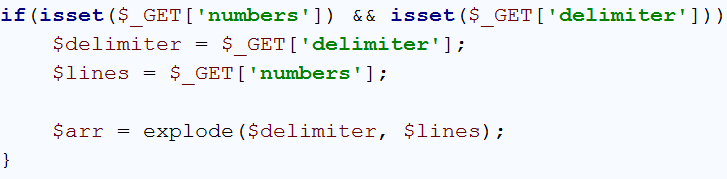 if(isset($_GET['numbers']) && isset($_GET['delimiter']))
    $delimiter = $_GET['delimiter'];
    $lines = $_GET['numbers'];

    $arr = explode($delimiter, $lines);
}